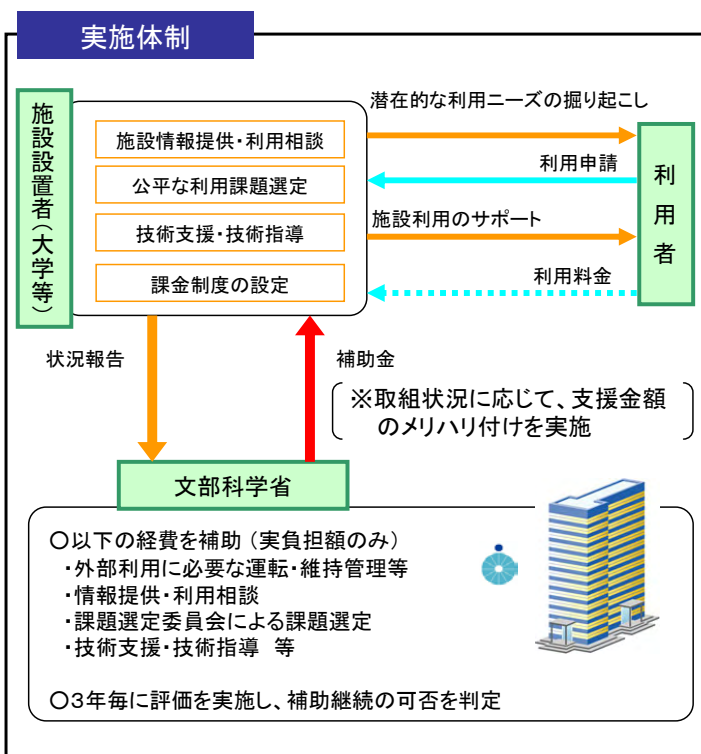 実施体制
施設設置者(大学等)
施設情報提供・利用相談
公平な利用課題選定
技術支援・技術指導
課金制度の設定
潜在的な利用ニーズの掘り起こし
利用申請
施設利用のサポート
利用料金
利用者
状況報告
補助金
※取組状況に応じて、支援金額
のメリハリ付けを実施
文部科学省
○以下の経費を補助(実負担額のみ)
・外部利用に必要な運転・維持管理等
・情報提供・利用相談
・課題選定委員会による課題選定
・技術支援・技術指導 等
○3年毎に評価を実施し、補助継続の可否を判定